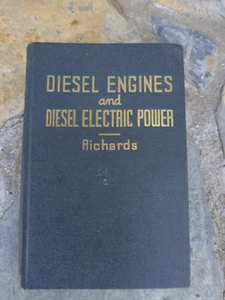 DIESEL ENGINES
and
DIESEL ELECTRIC POWER
Richards